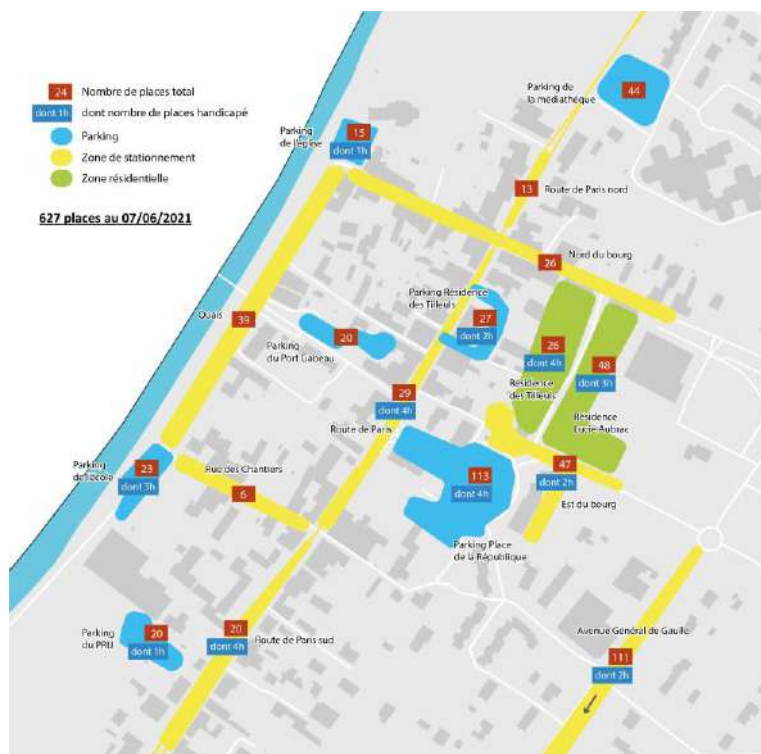 24 Nombre de places total
dont 1h dont nombre de places handicapé
Parking
Zone de stationnement
Zone résidentielle
627 places au 07/06/2021
Parking de
la médiathèque
44
Parking
de l'église
15
dont 1h
13
Route de Paris nord
Nord du bourg
26
Parking Résidence
des Tilleuls
27
dont 2h
Quais
39
20
Parking
du Port Gabeau
26
dont 4h
Résidence
des Tilleuls
48
dont 3h
Résidence
Lucie Aubrac
29
dont 4h
Route de Paris
Parking
de l'école
23
dont 3h
Rue des Chantiers
6
113
dont 4h
Parking Place
de la République
47
dont 2h
Est du bourg
Parking
du PRIJ
20
dont 1h
20
dont 4h
Route de Paris sud
Avenue Général de Gaulle
111
dont 2h